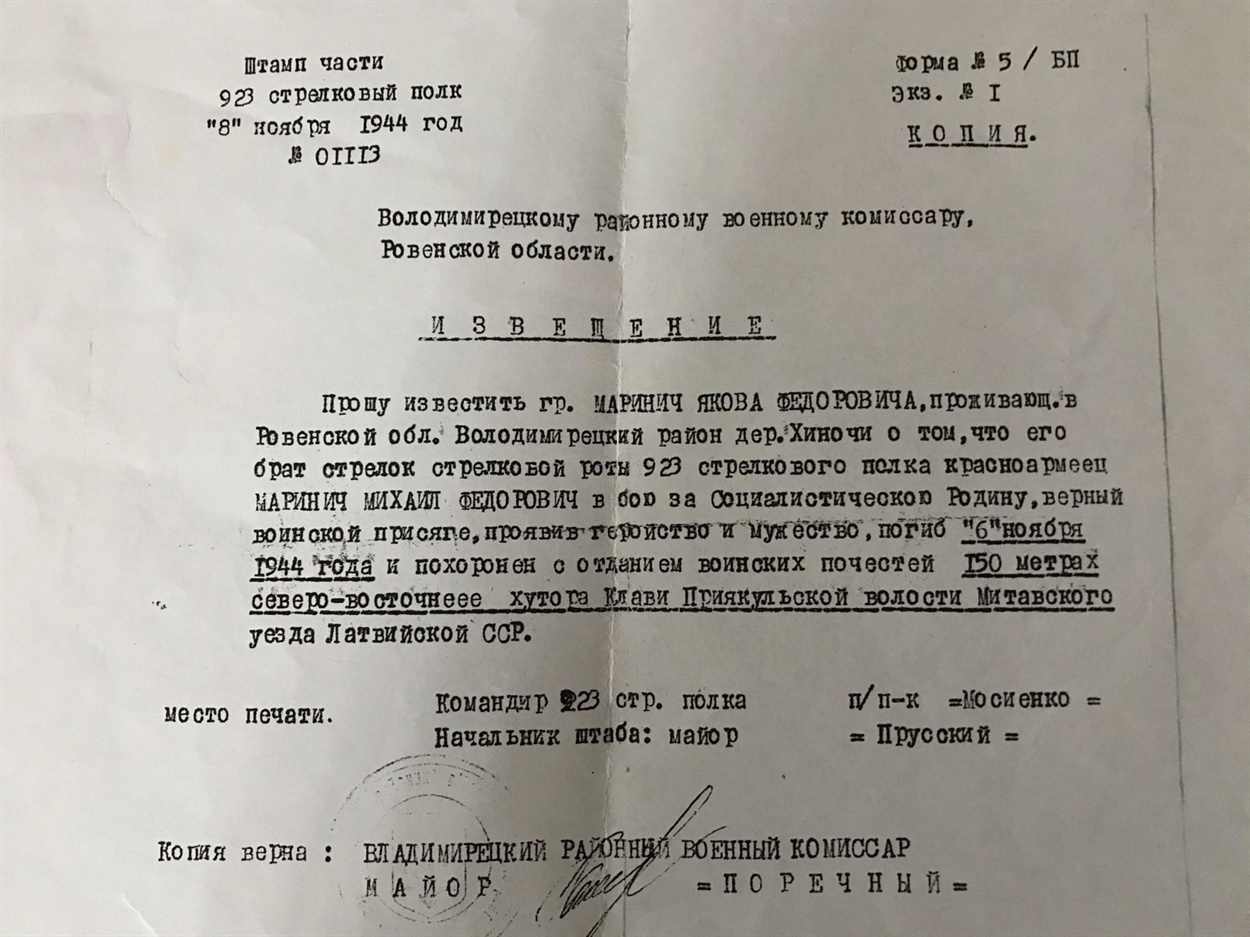 Штамп части
923 стрелковый полк
"8" ноября 1944 год
№ 01113
Форма № 5 / БП
Экз. № I
КОПИЯ.
Володимирецкому районному военному комиссару,
Ровенской области.
ИЗВЕЩЕНИЕ
Прошу известить гр. МАРИНИЧ ЯКОВА ФЕДОРОВИЧА,проживающ.в
Ровенской обл. Володимирецкий район дер.Хиночи о том,что его
брат стрелок стрелковой роты 923 стрелкового полка красноармеец
МАРИНИЧ МИХАИЛ ФЕДОРОВИЧ в бою за Социалистическою Родину,верный
воинской присяге,проявив геройство и мужество,погиб "6"ноября
1944 года и похоронен с отданием воинских почестей 150 метрах
северо-восточнеее хутора Клави Приякульской волости Митавского
уезда Латвийской ССР.
место печати.
Командир 923 стр. полка п/п-к =Мосиенко =
Начальник штаба: майор = Прусский =
Копия верна : ВЛАДИМИРЕЦКИЙ РАЙОННЫЙ ВОЕННЫЙ КОМИССАР
МАЙОР =ПОРЕЧНЫЙ=